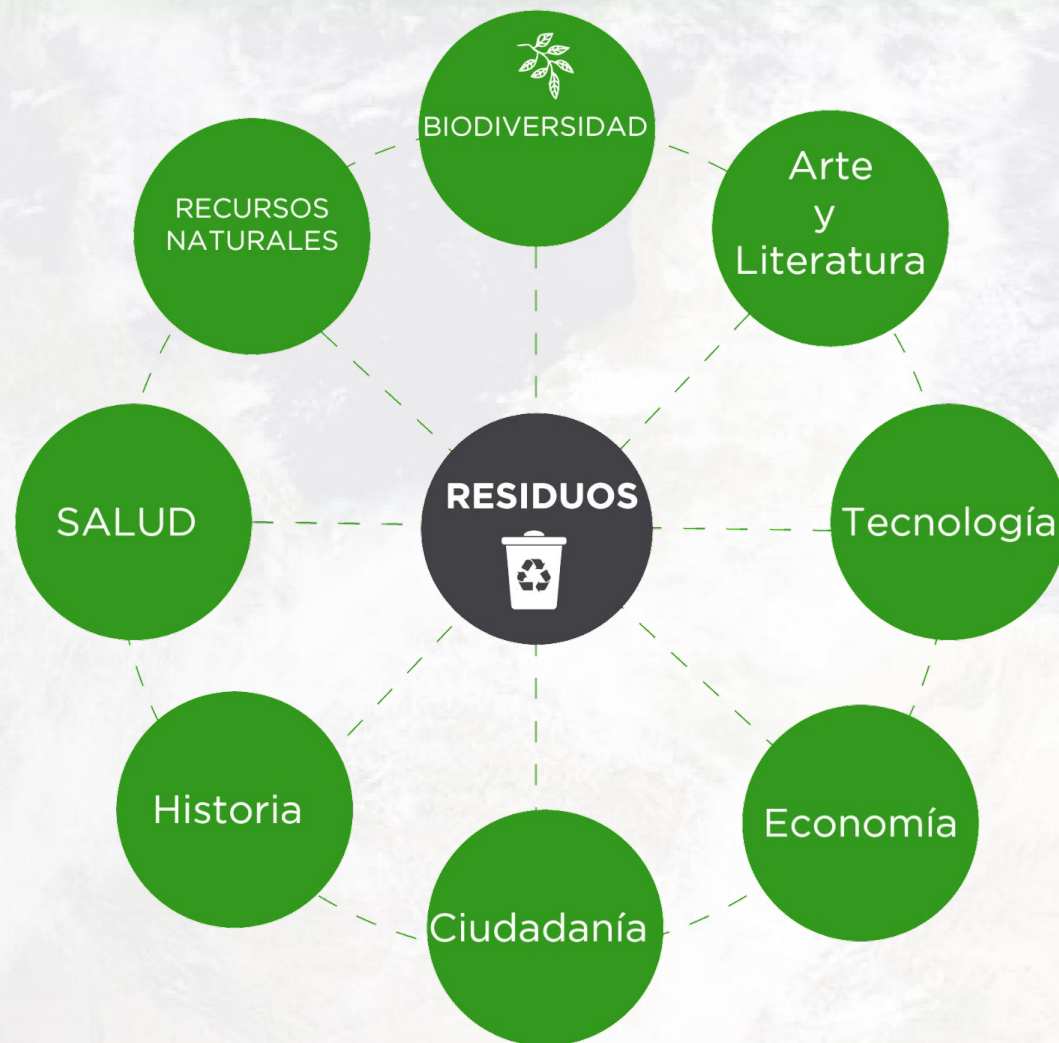 BIODIVERSIDAD
Arte
y
Literatura
RECURSOS
NATURALES
RESIDUOS
SALUD
Tecnología
Historia
Economía
Ciudadanía